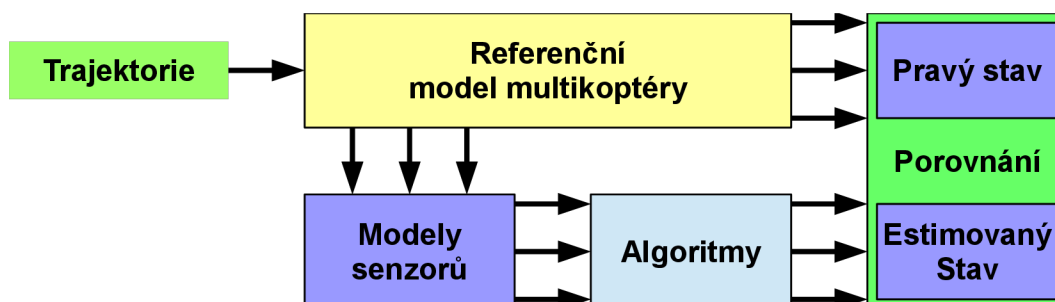 Trajektorie
Referenční
model multikoptéry
Pravý stav
Porovnání
Modely
senzorů
Algoritmy
Estimovaný
Stav